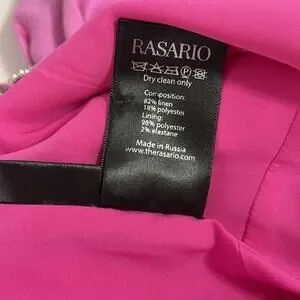 RASARIO
Dry clean only
Composition:
82% linen
18% polyester
Lining:
98% polyester
2% elastane
Made in Russia
www.therasario.com